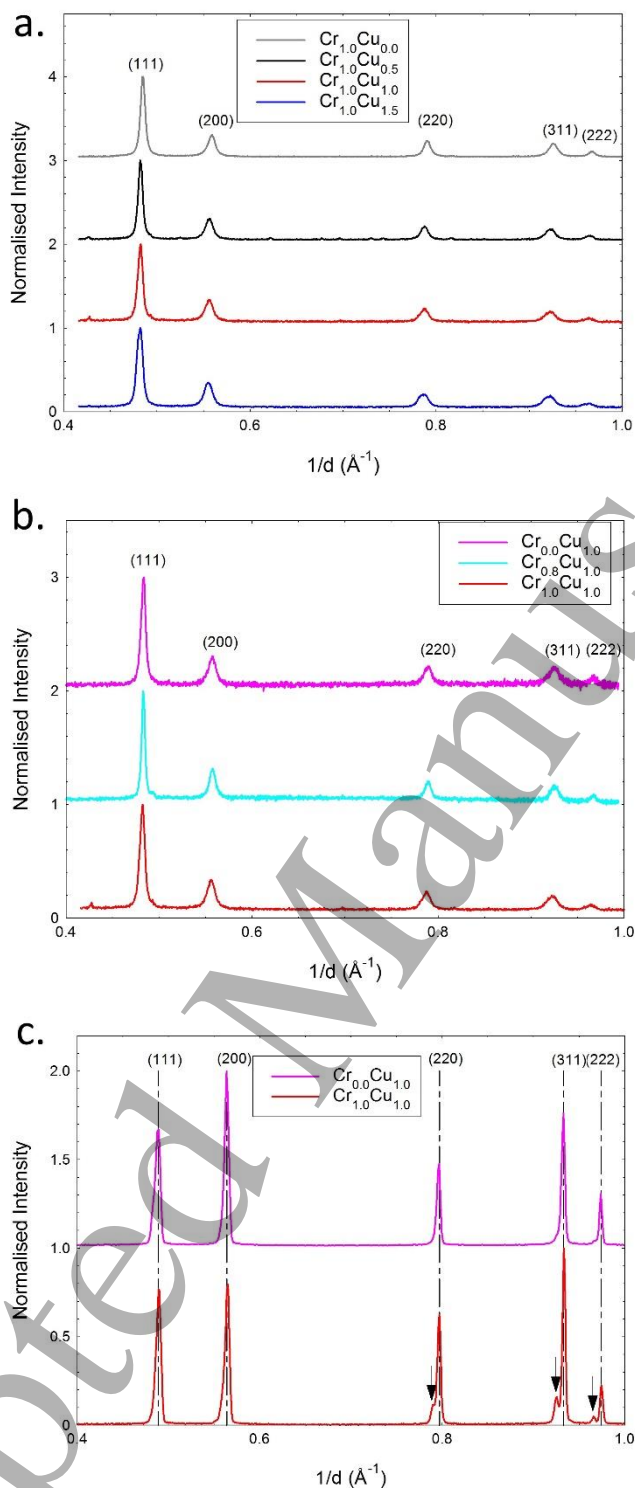 a.
Cr1.0Cu0.0
Cr1.0Cu0.5
Cr1.0Cu1.0
Cr1.0Cu1.5
(111)
(200)
(220)
(311)
(222)
4
3
2
1
0
Normalised Intensity
0.4 0.6 0.8 1.0
1/d (Å-1)
b.
Cr0.0Cu1.0
Cr0.8Cu1.0
Cr1.0Cu1.0
(111)
(200)
(220)
(311) (222)
3
2
1
0
Normalised Intensity
0.4 0.6 0.8 1.0
1/d (Å-1)
c.
(111) (200) (220) (311)(222)
Cr0.0Cu1.0
Cr1.0Cu1.0
2.0
1.5
1.0
0.5
0
Normalised Intensity
0.4 0.6 0.8 1.0
1/d (Å-1)
pted Manus